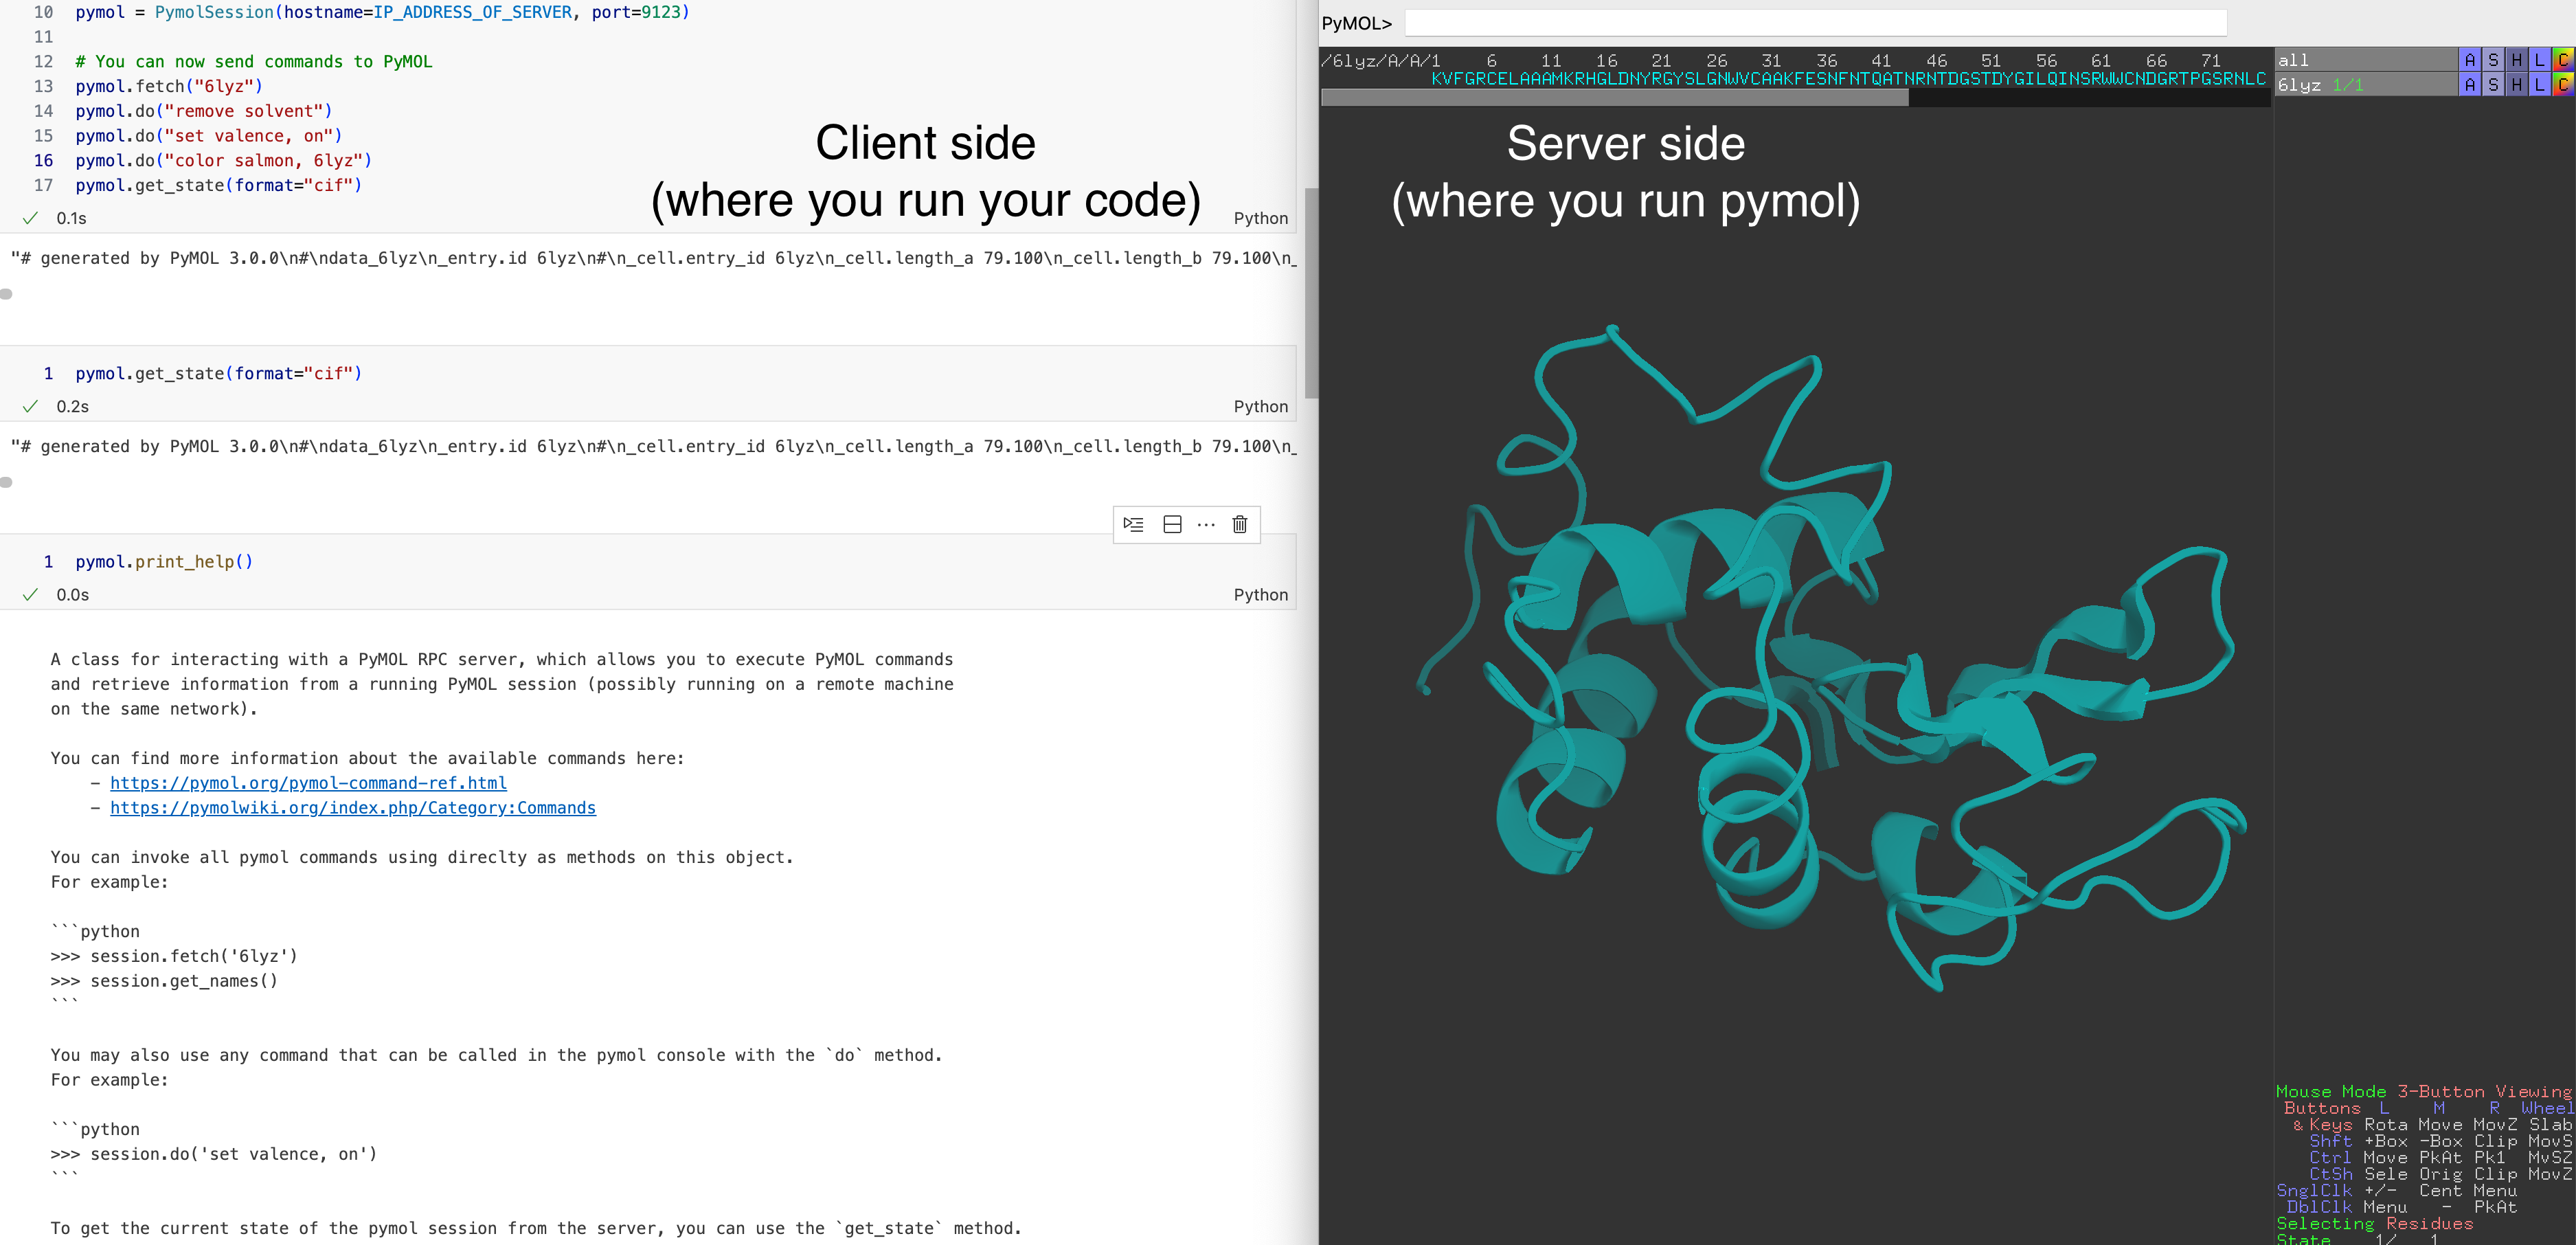 10 pymol = PymolSession(hostname=IP_ADDRESS_OF_SERVER, port=9123)
11
12 # You can now send commands to PyMOL
13 pymol.fetch("6lyz")
14 pymol.do("remove solvent")
15 pymol.do("set valence, on")
16 pymol.do("color salmon, 6lyz")
17 pymol.get_state(format="cif")
0.1s
Python
Client side
(where you run your code)
"# generated by PyMOL 3.0.0\n#\ndata_6lyz\n_entry.id 6lyz\n#\n_cell.entry_id 6lyz\n_cell.length_a 79.100\n_cell.length_b 79.100\n_
1 pymol.get_state(format="cif")
0.2s
Python
"# generated by PyMOL 3.0.0\n#\ndata_6lyz\n_entry.id 6lyz\n#\n_cell.entry_id 6lyz\n_cell.length_a 79.100\n_cell.length_b 79.100\n_
1 pymol.print_help()
0.0s
Python
A class for interacting with a PyMOL RPC server, which allows you to execute PyMOL commands
and retrieve information from a running PyMOL session (possibly running on a remote machine
on the same network).
You can find more information about the available commands here:
– https://pymol.org/pymol-command-ref.html
– https://pymolwiki.org/index.php/Category:Commands
You can invoke all pymol commands using direclty as methods on this object.
For example:
```python
>>> session.fetch('6lyz')
>>> session.get_names()
```
You may also use any command that can be called in the pymol console with the `do` method.
For example:
```python
>>> session.do('set valence, on')
```
To get the current state of the pymol session from the server, you can use the `get_state` method.
PyMOL>
/6lyz/A/A/1 6 11 16 21 26 31 36 41 46 51 56 61 66 71
KVFGRCELAAAMKRHGLDNYRGYSLGNWVCAAKFESNFNTQATNRNTDGSTDYGILQINSRWWCNDGRTPGSRNLC
Server side
(where you run pymol)
all A S H L C
6lyz 1/1 A S H L C
Mouse Mode 3-Button Viewing
Buttons L M R Wheel
& Keys Rota Move MovZ Slab
Shft +Box -Box Clip MovS
Ctrl Move PkAt Pk1 MvSZ
CtSh Sele Orig Clip MovZ
SnglClk +/- Cent Menu
DblClk Menu - PkAt
Selecting Residues
State 1/ 1